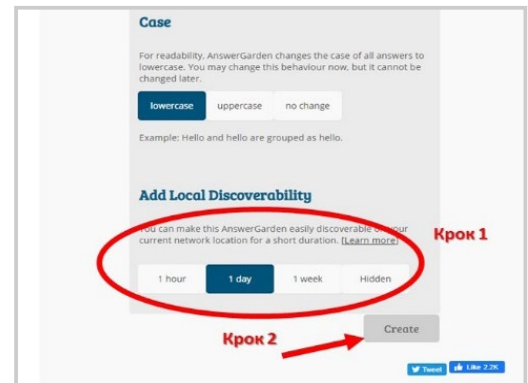 Case
For readability, AnswerGarden changes the case of all answers to
lowercase. You may change this behaviour now, but it cannot be
changed later.
lowercase uppercase no change
Example: Hello and hello are grouped as hello.
Add Local Discoverability
You can make this AnswerGarden easily discoverable on your
current network location for a short duration. [Learn more]
Крок 1
1 hour 1 day 1 week Hidden
Крок 2
Create
Tweet Like 2.2K